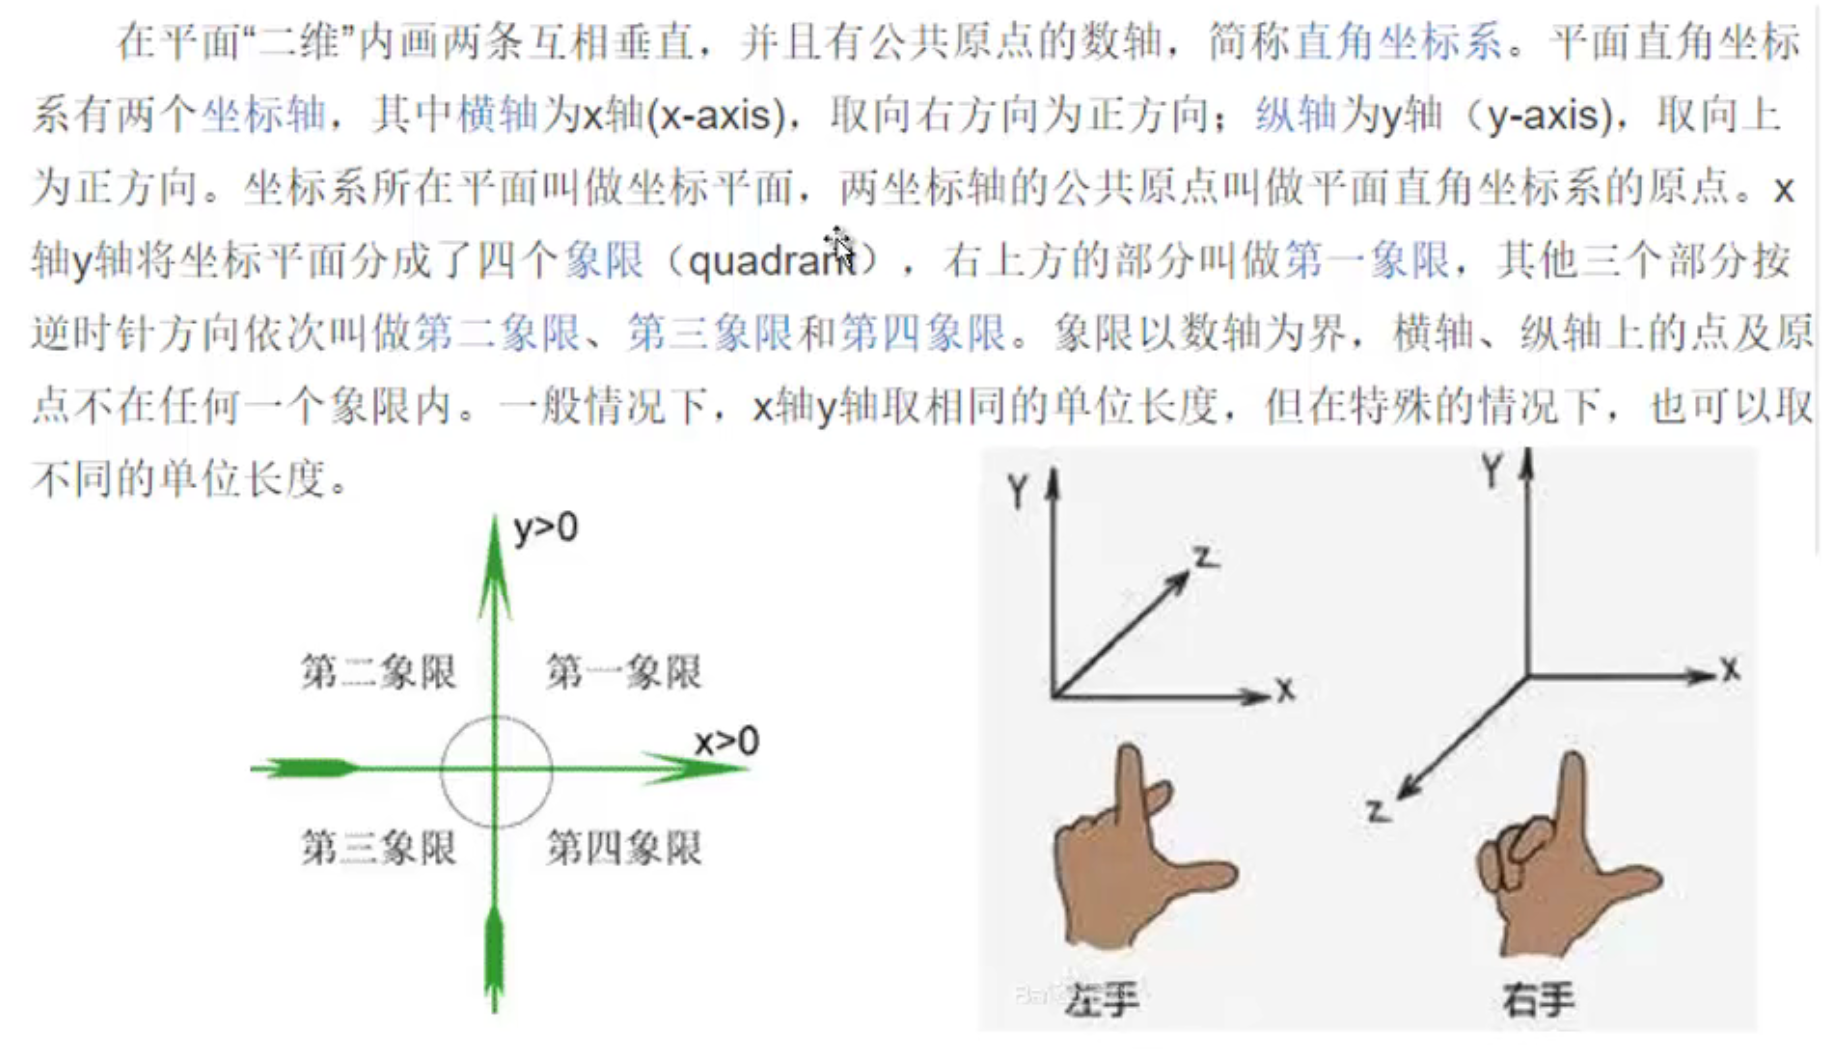 在平面“二维”内画两条互相垂直，并且有公共原点的数轴，简称直角坐标系。平面直角坐标
系有两个坐标轴，其中横轴为x轴(x-axis)，取向右方向为正方向；纵轴为y轴（y-axis)，取向上
为正方向。坐标系所在平面叫做坐标平面，两坐标轴的公共原点叫做平面直角坐标系的原点。x
轴y轴将坐标平面分成了四个象限（quadrant），右上方的部分叫做第一象限，其他三个部分按
逆时针方向依次叫做第二象限、第三象限和第四象限。象限以数轴为界，横轴、纵轴上的点及原
点不在任何一个象限内。一般情况下，x轴y轴取相同的单位长度，但在特殊的情况下，也可以取
不同的单位长度。
y>0
第二象限
第一象限
x>0
第三象限
第四象限
Y
Z
X
左手
Y
X
Z
右手